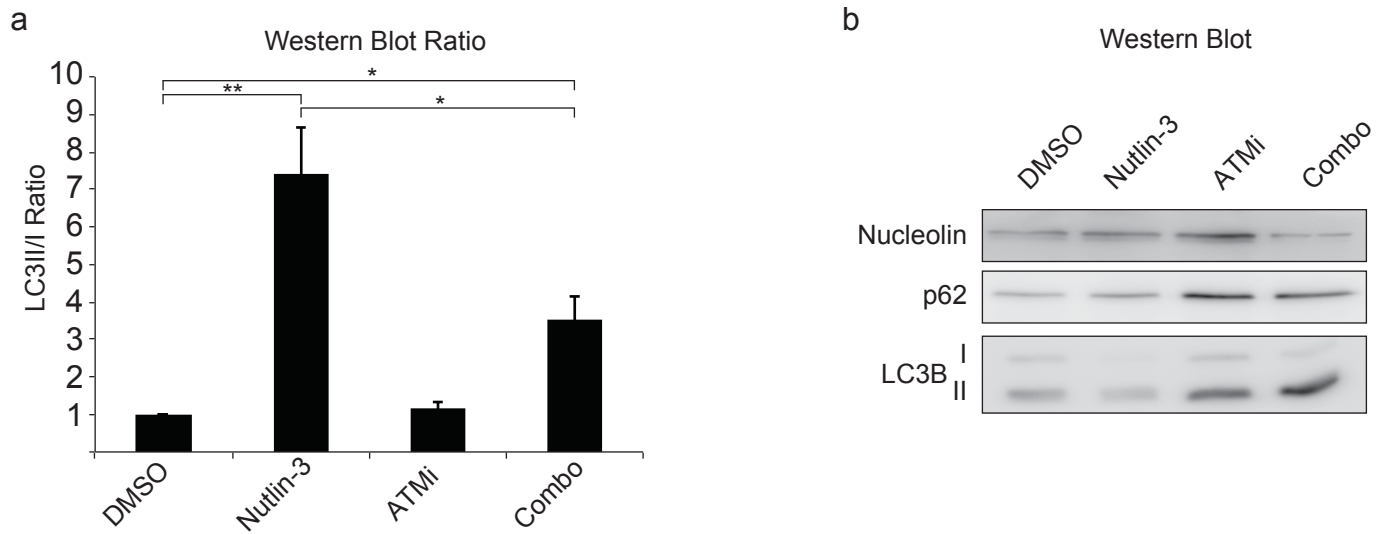 a
Western Blot Ratio
LC3II/I Ratio
10
9
8
7
6
5
4
3
2
1
*
**
*
DMSO
Nutlin-3
ATMi
Combo
b
Western Blot
DMSO
Nutlin-3
ATMi
Combo
Nucleolin
p62
LC3B
I
II